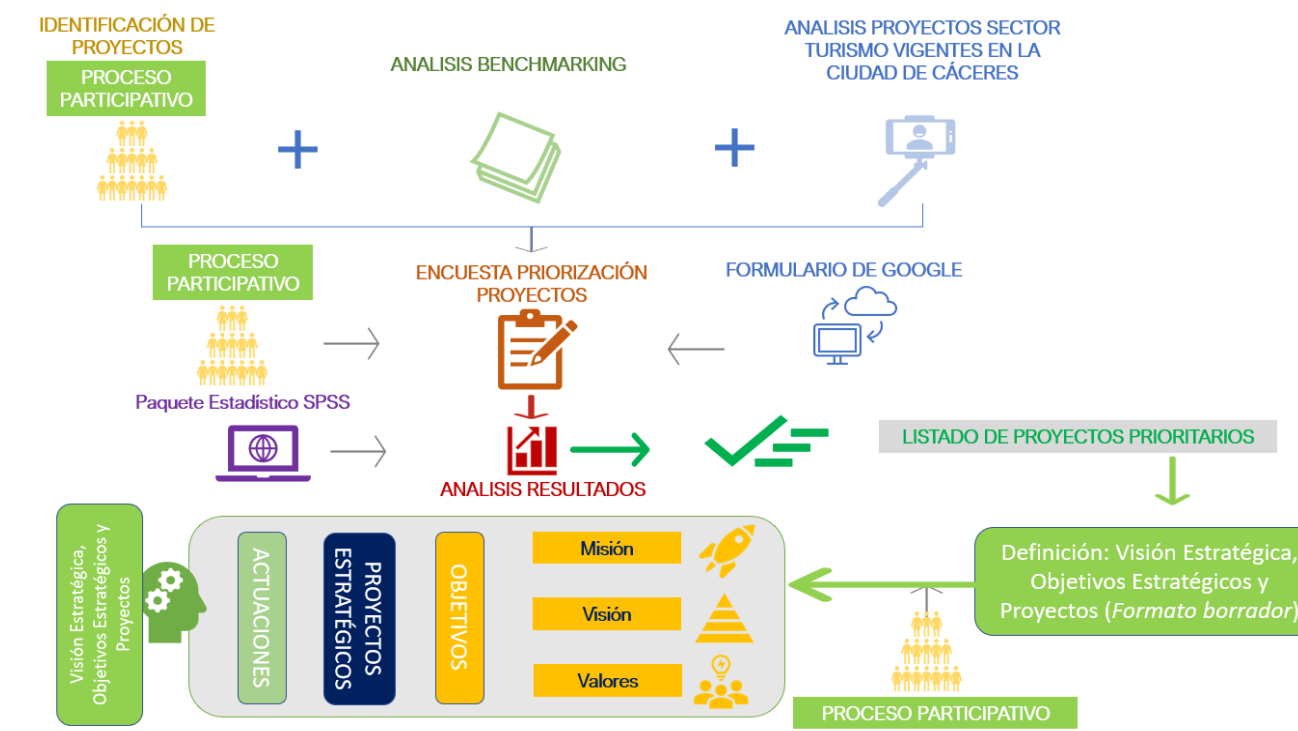 IDENTIFICACIÓN DE
PROYECTOS
PROCESO
PARTICIPATIVO
ANALISIS BENCHMARKING
ANALISIS PROYECTOS SECTOR
TURISMO VIGENTES EN LA
CIUDAD DE CÁCERES
PROCESO
PARTICIPATIVO
ENCUESTA PRIORIZACIÓN
PROYECTOS
FORMULARIO DE GOOGLE
Paquete Estadístico SPSS
ANALISIS RESULTADOS
LISTADO DE PROYECTOS PRIORITARIOS
Visión Estratégica,
Objetivos Estratégicos y
Proyectos
ACTUACIONES
PROYECTOS
ESTRATÉGICOS
OBJETIVOS
Misión
Visión
Valores
Definición: Visión Estratégica,
Objetivos Estratégicos y
Proyectos (Formato borrador)
PROCESO PARTICIPATIVO